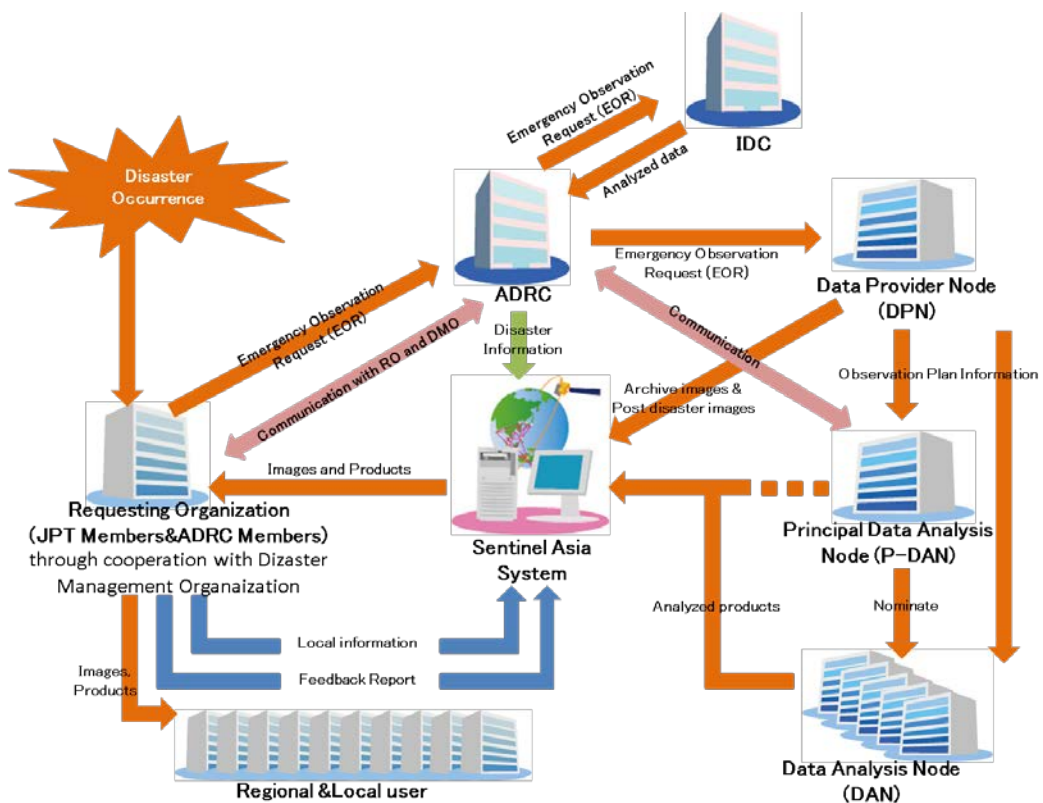 Disaster
Occurrence
Emergency Observation
Request (EOR)
Analyzed data
IDC
ADRC
Emergency Observation
Request (EOR)
Data Provider Node
(DPN)
Emergency Observation
Request (EOR)
Communication with RO and DMO
Disaster
Information
Communication
Archive images &
Post disaster images
Observation Plan Information
Images and Products
Requesting Organization
(JPT Members&ADRC Members)
through cooperation with Dizaster
Management Organaization
Sentinel Asia
System
Principal Data Analysis
Node (P-DAN)
Analyzed products
Nominate
Local information
Feedback Report
Images,
Products
Regional &Local user
Data Analysis Node
(DAN)